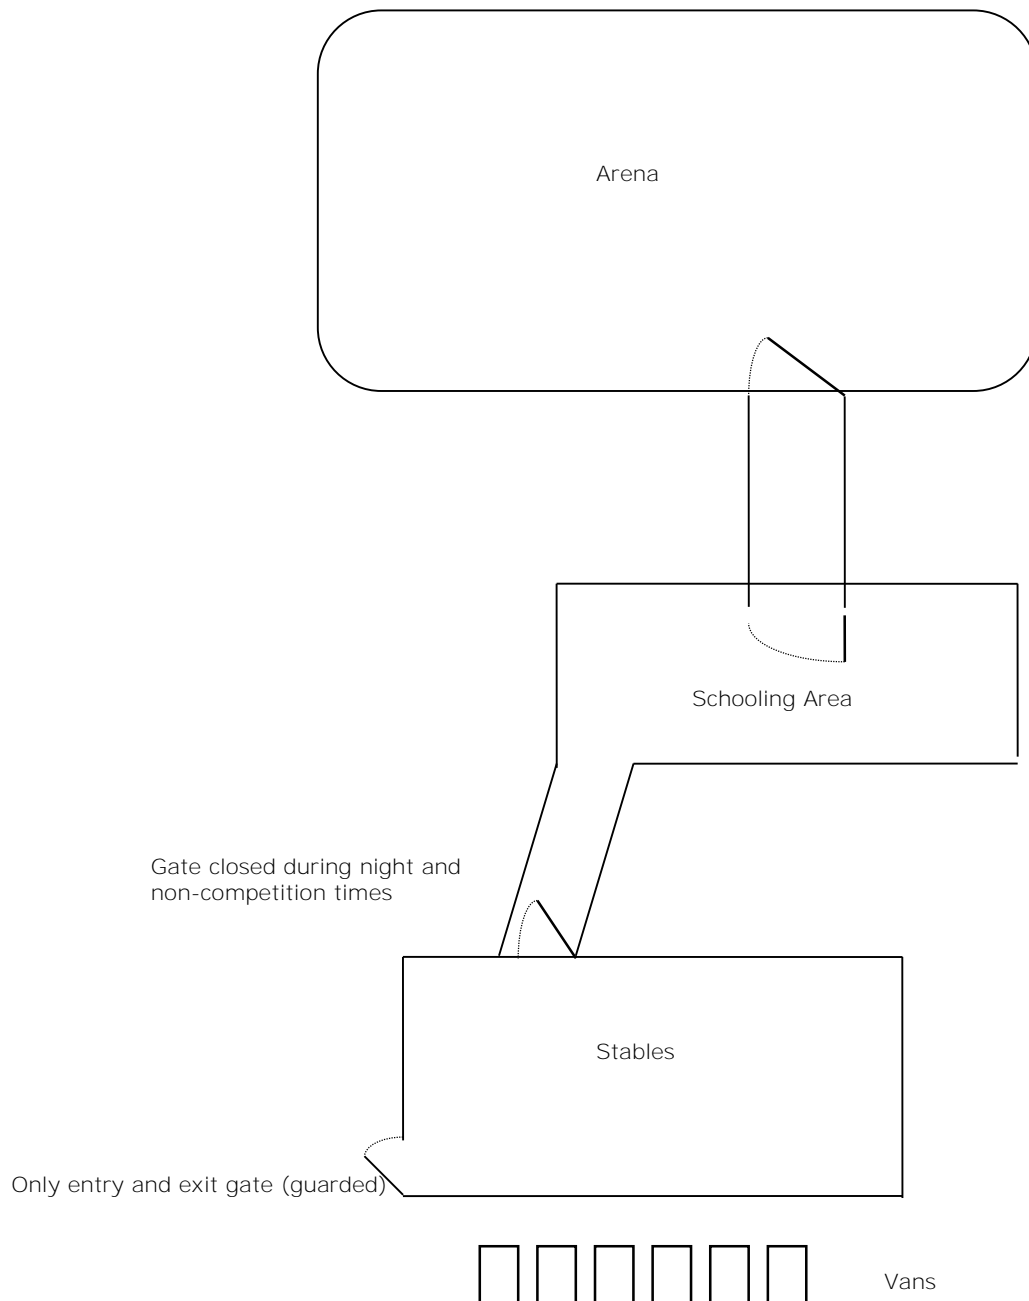 Arena
Schooling Area
Gate closed during night and
non-competition times
Stables
Only entry and exit gate (guarded)
Vans